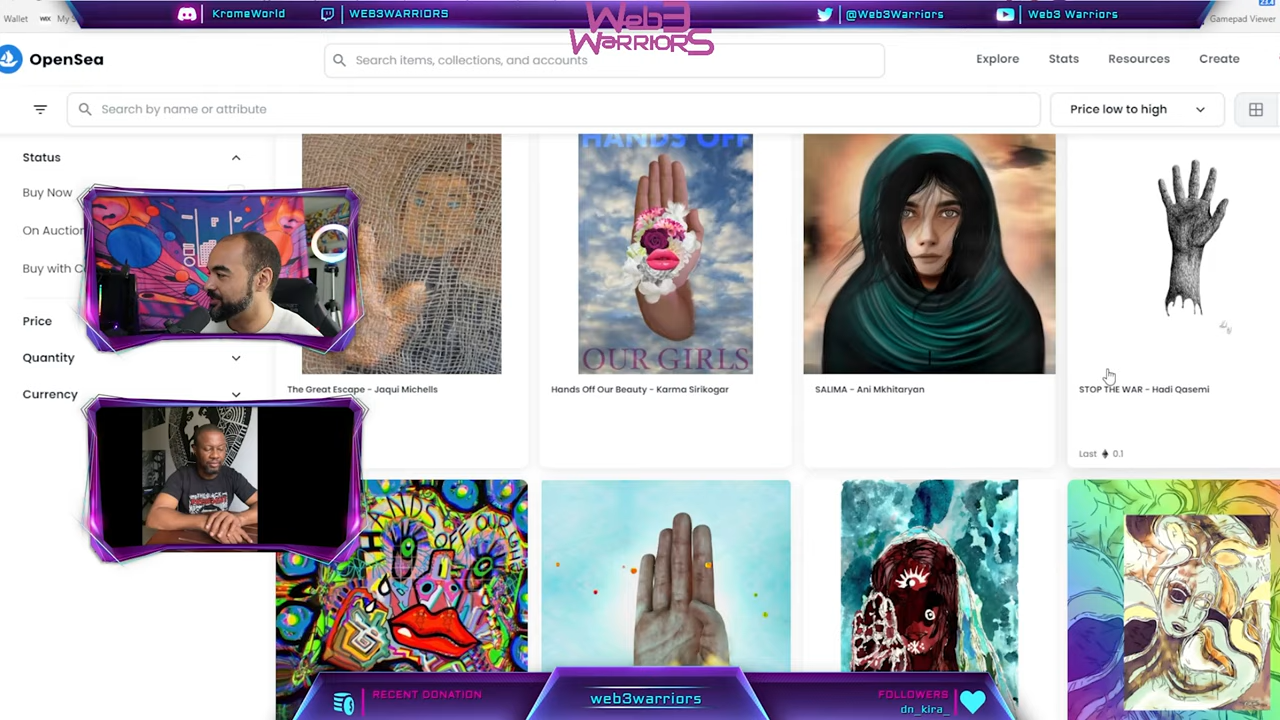 Wallet
My S
KromeWorld
WEB3WARRIORS
Web3
WarriorS
@Web3Warriors
Web3 Warriors
Gamepad Viewer
OpenSea
Search items, collections, and accounts
Explore
Stats
Resources
Create
Search by name or attribute
Price low to high
Status
Buy Now
On Auction
Buy with C
Price
Quantity
Currency
HANDS OFF
OUR GIRLS
The Great Escape - Jaqui Michells
Hands Off Our Beauty - Karma Sirikogar
SALIMA - Ani Mkhitaryan
STOP THE WAR - Hadi Qasemi
Last 0.1
RECENT DONATION
web3warriors
FOLLOWERS
dn_kira_